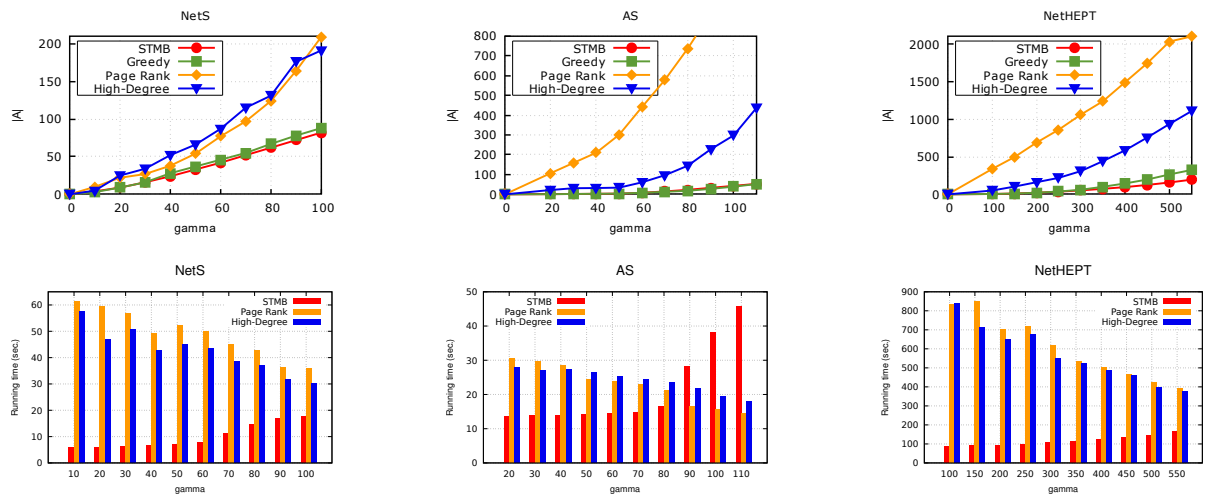 NetS
200
150
100
50
0
|A|
STMB
Greedy
Page Rank
High-Degree
0 20 40 60 80 100
gamma
AS
800
700
600
500
400
300
200
100
0
|A|
STMB
Greedy
Page Rank
High-Degree
0 20 40 60 80 100
gamma
NetHEPT
2000
1500
1000
500
0
|A|
STMB
Greedy
Page Rank
High-Degree
0 100 200 300 400 500
gamma
NetS
60
50
40
30
20
10
0
Running time (sec.)
STMB
Page Rank
High-Degree
10 20 30 40 50 60 70 80 90 100
gamma
AS
50
40
30
20
10
0
Running time (sec.)
STMB
Page Rank
High-Degree
20 30 40 50 60 70 80 90 100 110
gamma
NetHEPT
900
800
700
600
500
400
300
200
100
0
Running time (sec.)
STMB
Page Rank
High-Degree
100 150 200 250 300 350 400 450 500 550
gamma